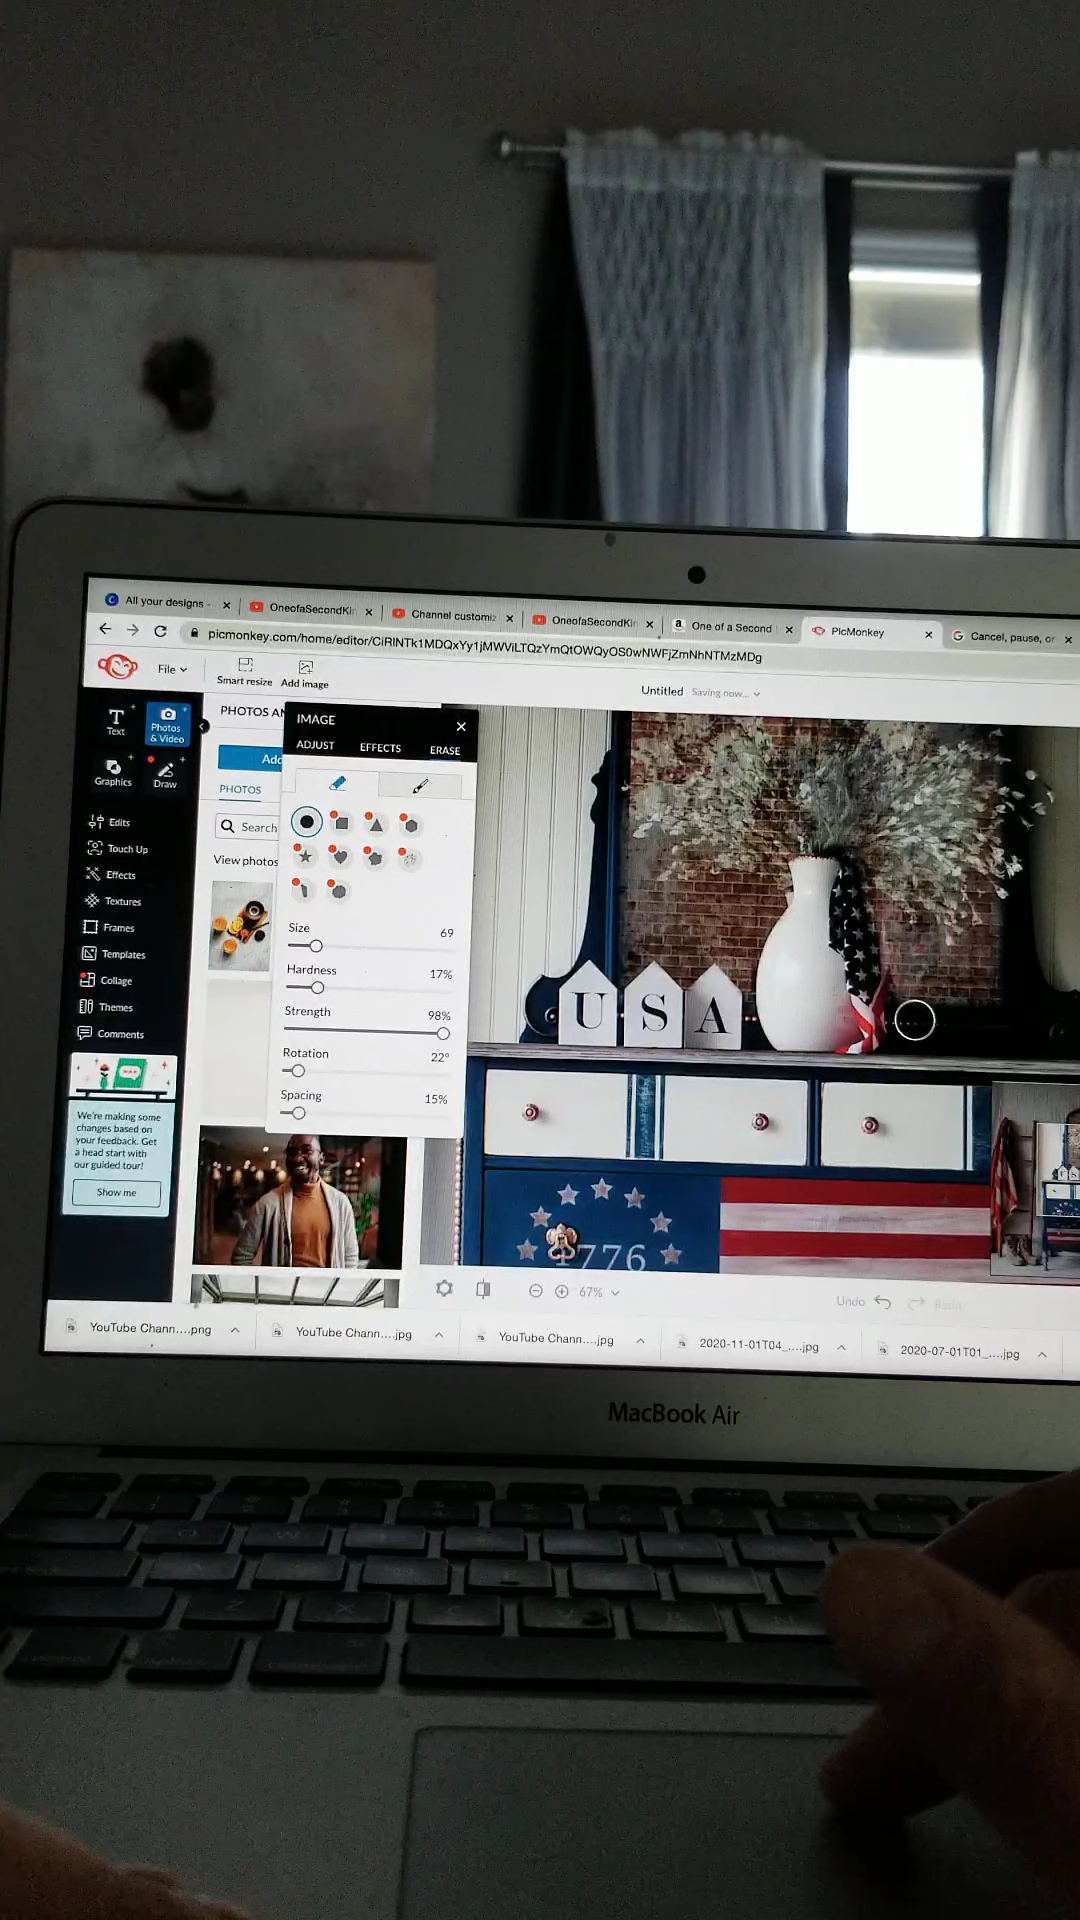 All your designs -
OneofaSecondKin
Channel customiz
OneofaSecondKin
One of a Second
PicMonkey
Cancel, pause, or
picmonkey.com/home/editor/CiRlNTk1MDQxYy1jMWViLTQzYmQtOWQyOS0wNWFjZmNhNTMzMDg
File
Smart resize
Add image
Untitled Saving now...
Text
Photos
& Video
Graphics
Draw
Edits
Touch Up
Effects
Textures
Frames
Templates
Collage
Themes
Comments
We're making some
changes based on
your feedback. Get
a head start with
our guided tour!
Show me
PHOTOS AN
Add
PHOTOS
Search
View photos
IMAGE
ADJUST EFFECTS ERASE
Size 69
Hardness 17%
Strength 98%
Rotation 22°
Spacing 15%
USA
1776
67%
Undo
Redo
YouTube Chann....png
YouTube Chann....jpg
YouTube Chann....jpg
2020-11-01T04_....jpg
2020-07-01T01_....jpg
MacBook Air
Z X C V B N